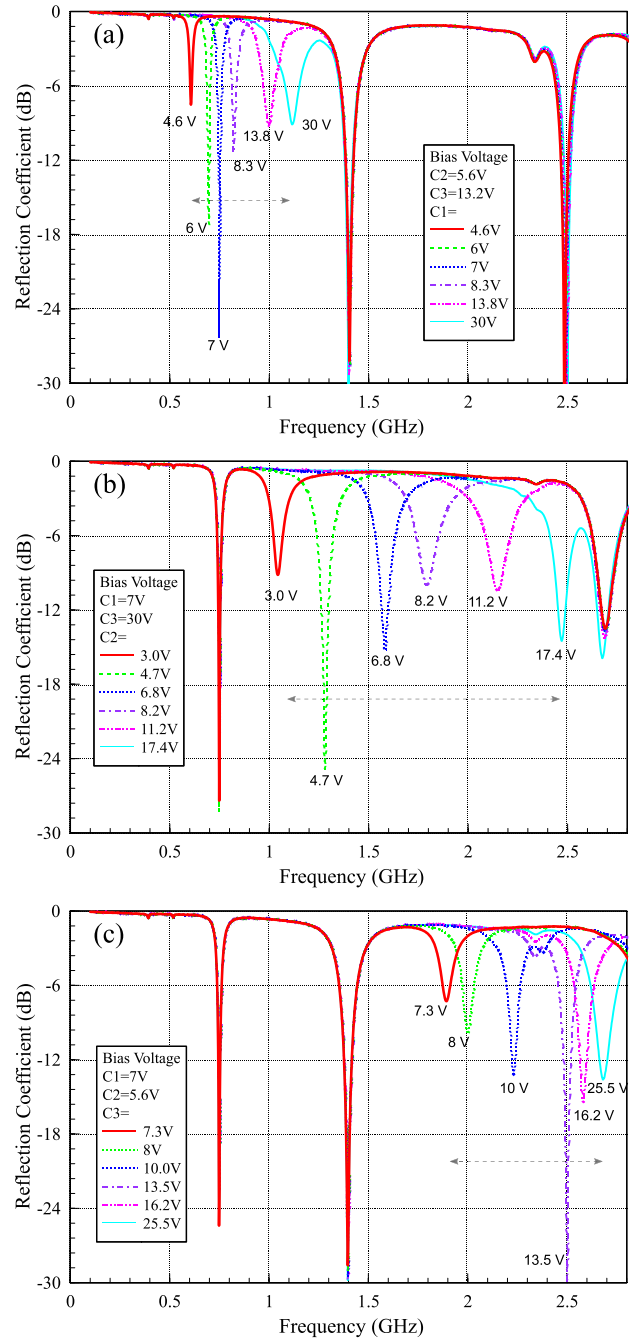 (a)
Reflection Coefficient (dB)
0
-6
-12
-18
-24
-30
4.6 V
6 V
7 V
8.3 V
13.8 V
30 V
Bias Voltage
C2=5.6V
C3=13.2V
C1=
4.6V
6V
7V
8.3V
13.8V
30V
0 0.5 1 1.5 2 2.5
Frequency (GHz)
(b)
Reflection Coefficient (dB)
0
-6
-12
-18
-24
-30
Bias Voltage
C1=7V
C3=30V
C2=
3.0V
4.7V
6.8V
8.2V
11.2V
17.4V
3.0 V
4.7 V
6.8 V
8.2 V
11.2 V
17.4 V
0 0.5 1 1.5 2 2.5
Frequency (GHz)
(c)
Reflection Coefficient (dB)
0
-6
-12
-18
-24
-30
Bias Voltage
C1=7V
C2=5.6V
C3=
7.3V
8V
10.0V
13.5V
16.2V
25.5V
7.3 V
8 V
10 V
13.5 V
16.2 V
25.5 V
0 0.5 1 1.5 2 2.5
Frequency (GHz)